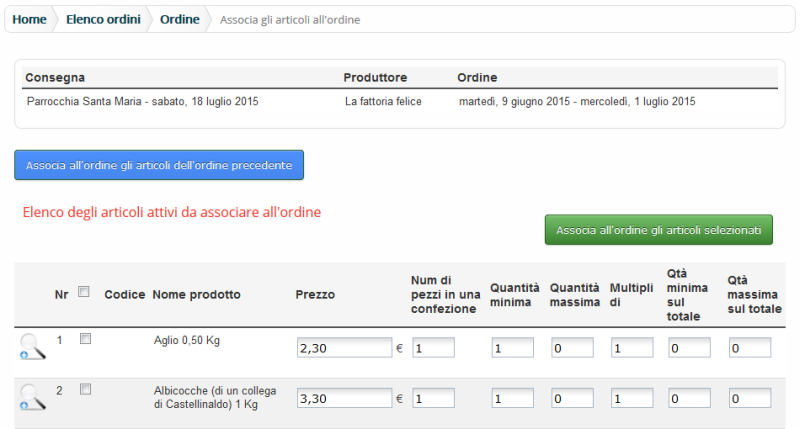 Home Elenco ordini Ordine Associa gli articoli all'ordine
Consegna Produttore Ordine
Parrocchia Santa Maria - sabato, 18 luglio 2015 La fattoria felice martedì, 9 giugno 2015 - mercoledì, 1 luglio 2015
Associa all'ordine gli articoli dell'ordine precedente
Elenco degli articoli attivi da associare all'ordine
Associa all'ordine gli articoli selezionati
Nr Codice Nome prodotto Prezzo Num di pezzi in una confezione Quantità minima Quantità massima Multipli di Qtà minima sul totale Qtà massima sul totale
1 Aglio 0,50 Kg 2,30 € 1 1 0 1 0 0
2 Albicocche (di un collega di Castellinaldo) 1 Kg 3,30 € 1 1 0 1 0 0